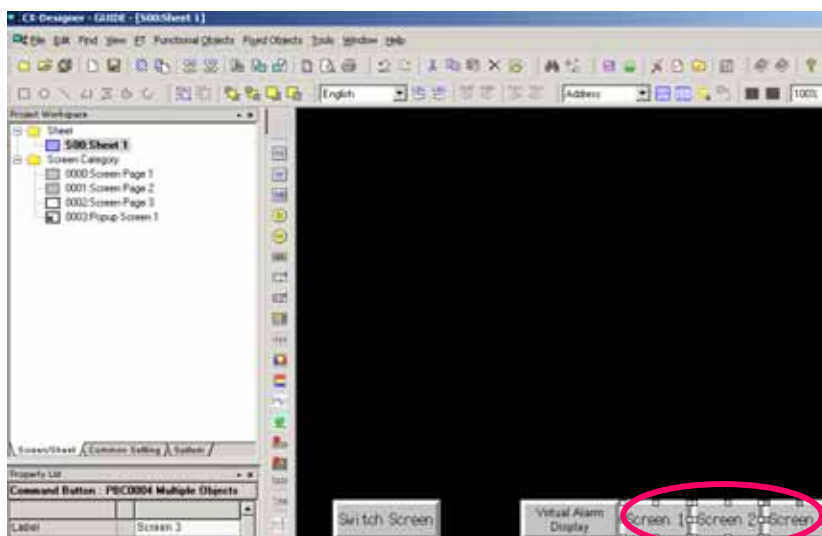 CX-Designer - GUIDE - [S00:Sheet 1]
File Edit Find View PT Functional Objects Fixed Objects Tools Window Help
English Address 100%
Project Workspace
Sheet
S00:Sheet 1
Screen Category
0000:Screen Page 1
0001:Screen Page 2
0002:Screen Page 3
0003:Popup Screen 1
Screen/Sheet Common Setting System
Property List
Command Button : PBC0004 Multiple Objects
Label Screen 3
Switch Screen
Virtual Alarm
Display
Screen 1 Screen 2 Screen